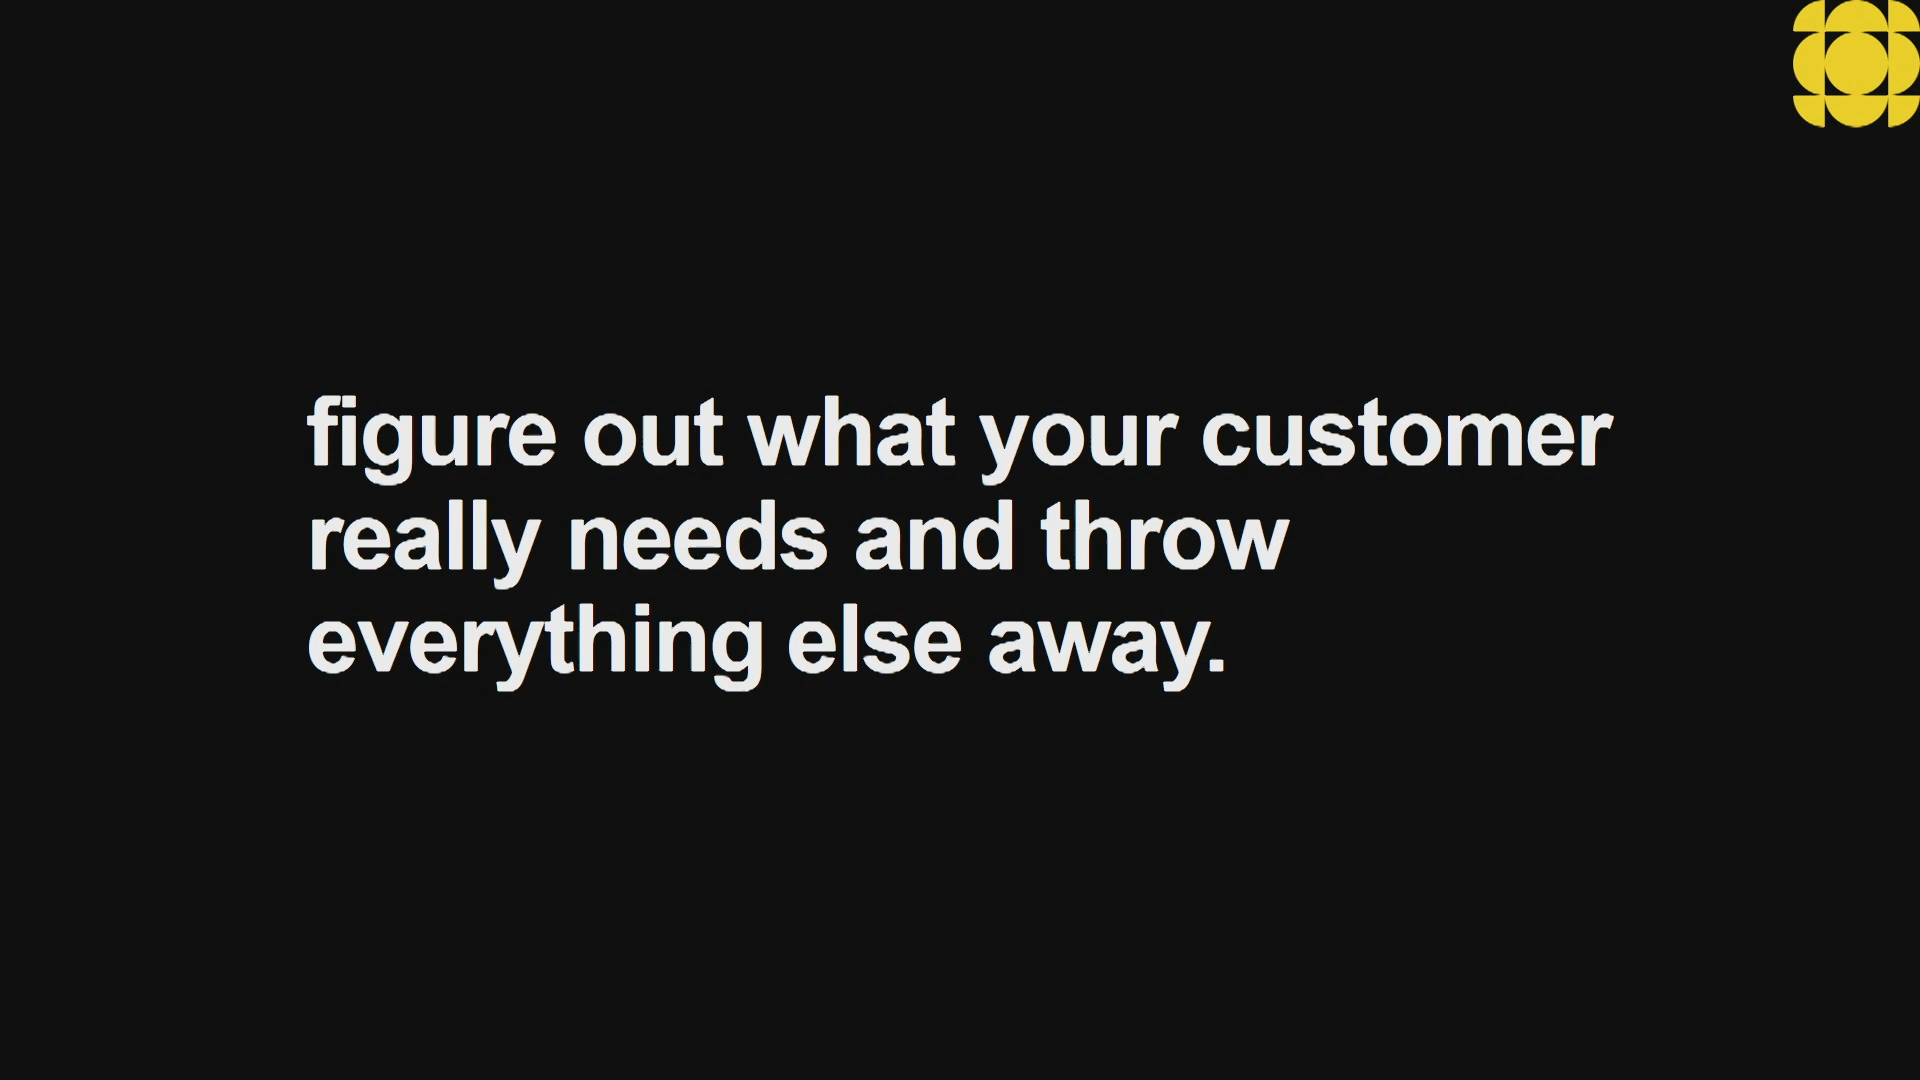 figure out what your customer
really needs and throw
everything else away.